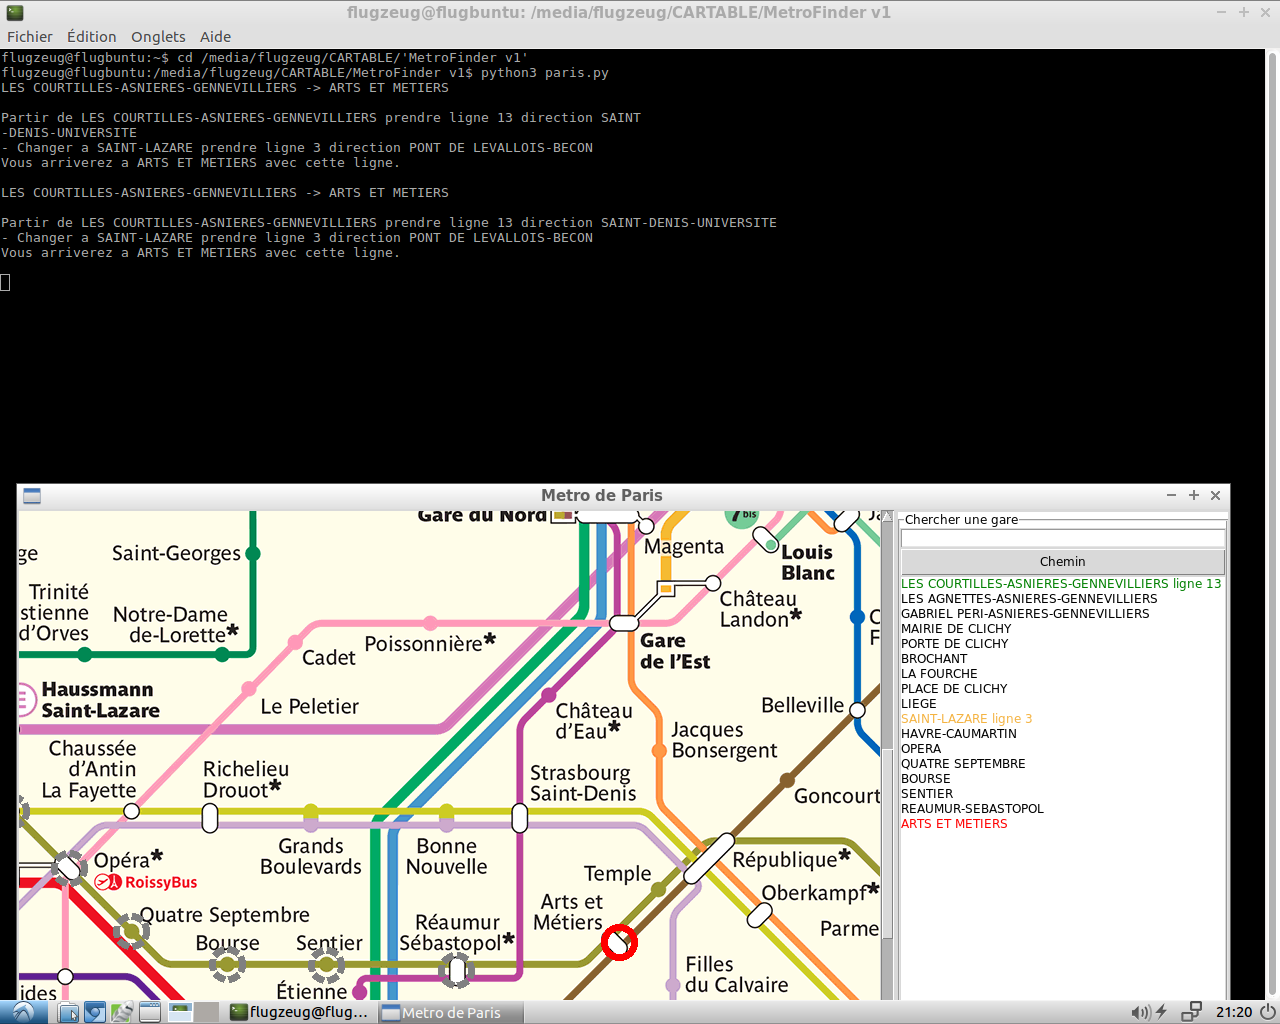 flugzeug@flugbuntu: /media/flugzeug/CARTABLE/MetroFinder v1
Fichier Édition Onglets Aide
flugzeug@flugbuntu:~$ cd /media/flugzeug/CARTABLE/'MetroFinder v1'
flugzeug@flugbuntu:/media/flugzeug/CARTABLE/MetroFinder v1$ python3 paris.py
LES COURTILLES-ASNIERES-GENNEVILLIERS -> ARTS ET METIERS
Partir de LES COURTILLES-ASNIERES-GENNEVILLIERS prendre ligne 13 direction SAINT
-DENIS-UNIVERSITE
- Changer a SAINT-LAZARE prendre ligne 3 direction PONT DE LEVALLOIS-BECON
Vous arriverez a ARTS ET METIERS avec cette ligne.
LES COURTILLES-ASNIERES-GENNEVILLIERS -> ARTS ET METIERS
Partir de LES COURTILLES-ASNIERES-GENNEVILLIERS prendre ligne 13 direction SAINT-DENIS-UNIVERSITE
- Changer a SAINT-LAZARE prendre ligne 3 direction PONT DE LEVALLOIS-BECON
Vous arriverez a ARTS ET METIERS avec cette ligne.
Metro de Paris
Gare du Nord
7bis
Magenta
Louis
Blanc
ge
Saint-Georges
Trinité
stienne
d'Orves
Notre-Dame
de-Lorette*
Château
Landon*
Poissonnière*
Cadet
Gare
de l'Est
Haussmann
Saint-Lazare
Le Peletier
Château
d'Eau*
Belleville
Jacques
Bonsergent
Chaussée
d'Antin
La Fayette
Richelieu
Drouot*
Strasbourg
Saint-Denis
Goncourt
Grands
Boulevards
Bonne
Nouvelle
Opéra*
RoissyBus
République*
Temple
Oberkampf*
Arts et
Métiers
Quatre Septembre
Bourse
Sentier
Réaumur
Sébastopol*
Parme
Filles
du Calvaire
ides
Étienne
Chercher une gare
Chemin
LES COURTILLES-ASNIERES-GENNEVILLIERS ligne 13
LES AGNETTES-ASNIERES-GENNEVILLIERS
GABRIEL PERI-ASNIERES-GENNEVILLIERS
MAIRIE DE CLICHY
PORTE DE CLICHY
BROCHANT
LA FOURCHE
PLACE DE CLICHY
LIEGE
SAINT-LAZARE ligne 3
HAVRE-CAUMARTIN
OPERA
QUATRE SEPTEMBRE
BOURSE
SENTIER
REAUMUR-SEBASTOPOL
ARTS ET METIERS
flugzeug@flug...
Metro de Paris
21:20